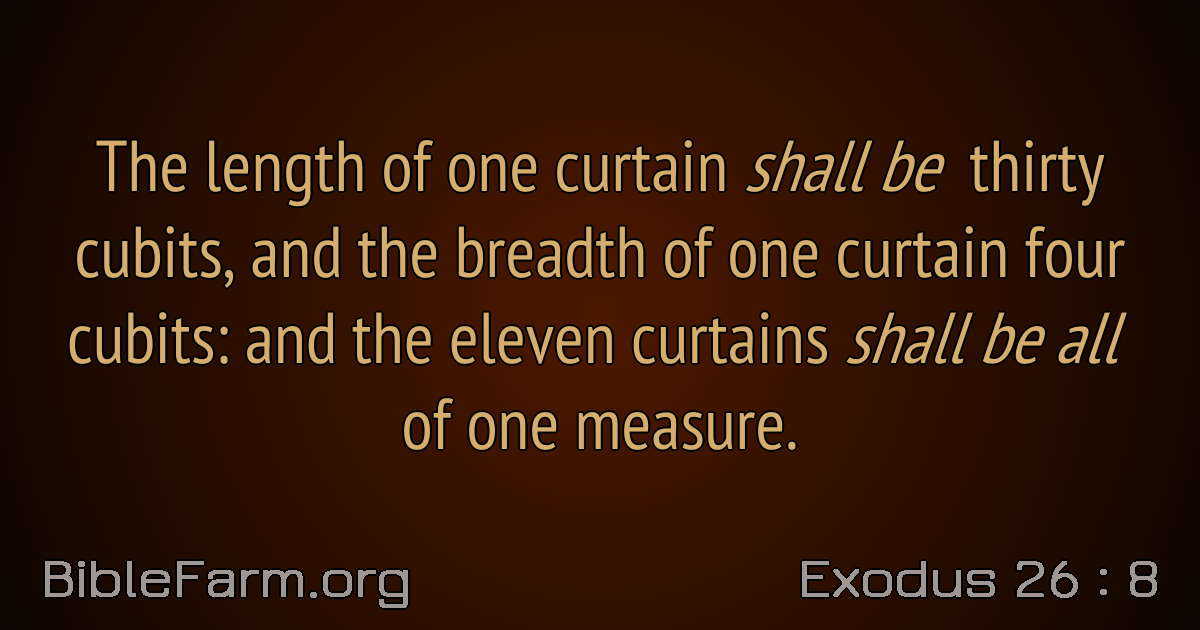 The length of one curtain shall be thirty
cubits, and the breadth of one curtain four
cubits: and the eleven curtains shall be all
of one measure.
BibleFarm.org
Exodus 26 : 8